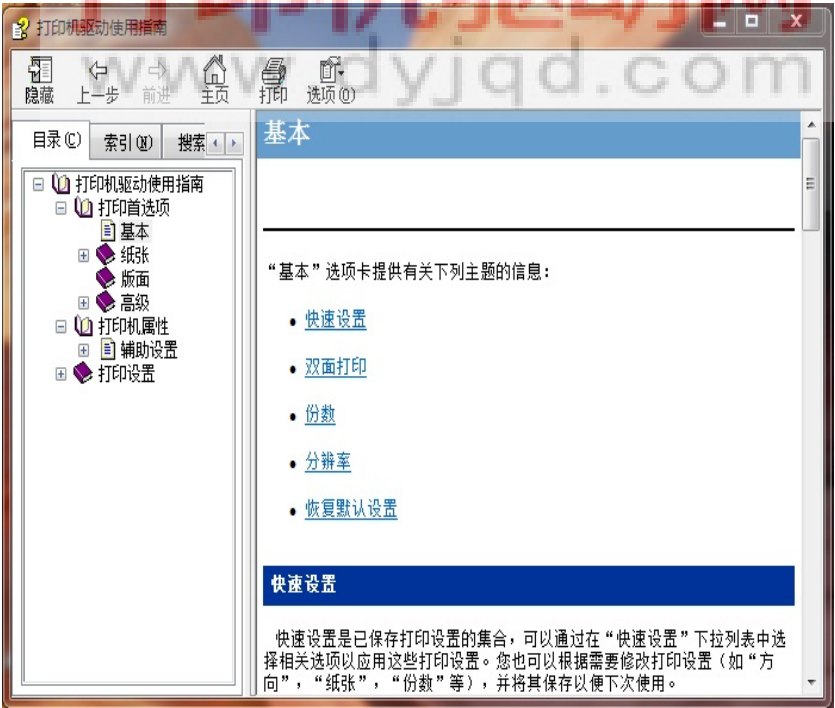 打印机驱动使用指南
www.dyjqd.com
隐藏 上一步 前进 主页 打印 选项(O)
目录(C) 索引(N) 搜索
打印机驱动使用指南
打印首选项
基本
纸张
版面
高级
打印机属性
辅助设置
打印设置
基本
“基本”选项卡提供有关下列主题的信息：
• 快速设置
• 双面打印
• 份数
• 分辨率
• 恢复默认设置
快速设置
快速设置是已保存打印设置的集合，可以通过在“快速设置”下拉列表中选
择相关选项以应用这些打印设置。您也可以根据需要修改打印设置（如“方
向”，“纸张”，“份数”等），并将其保存以便下次使用。